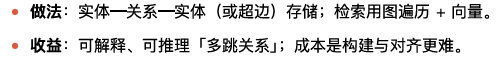 • 做法：实体—关系—实体（或超边）存储；检索用图遍历 + 向量。
• 收益：可解释、可推理「多跳关系」；成本是构建与对齐更难。